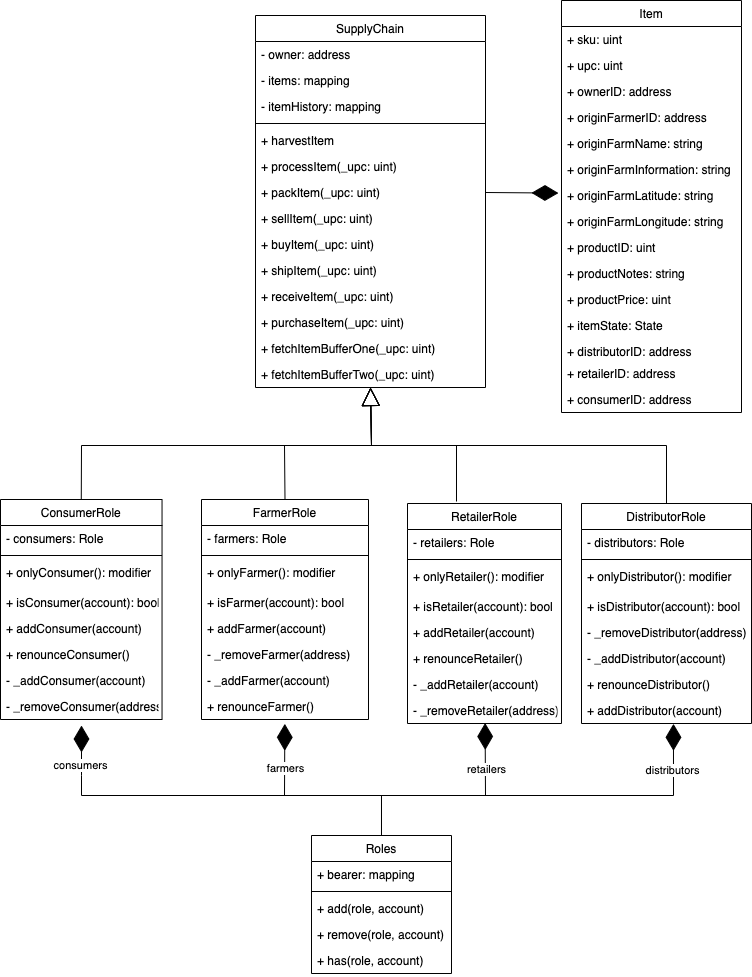 SupplyChain
- owner: address
- items: mapping
- itemHistory: mapping
+ harvestItem
+ processItem(_upc: uint)
+ packItem(_upc: uint)
+ sellItem(_upc: uint)
+ buyItem(_upc: uint)
+ shipItem(_upc: uint)
+ receiveItem(_upc: uint)
+ purchaseItem(_upc: uint)
+ fetchItemBufferOne(_upc: uint)
+ fetchItemBufferTwo(_upc: uint)
Item
+ sku: uint
+ upc: uint
+ ownerID: address
+ originFarmerID: address
+ originFarmName: string
+ originFarmInformation: string
+ originFarmLatitude: string
+ originFarmLongitude: string
+ productID: uint
+ productNotes: string
+ productPrice: uint
+ itemState: State
+ distributorID: address
+ retailerID: address
+ consumerID: address
ConsumerRole
- consumers: Role
+ onlyConsumer(): modifier
+ isConsumer(account): bool
+ addConsumer(account)
+ renounceConsumer()
- _addConsumer(account)
- _removeConsumer(address
FarmerRole
- farmers: Role
+ onlyFarmer(): modifier
+ isFarmer(account): bool
+ addFarmer(account)
- _removeFarmer(address)
- _addFarmer(account)
+ renounceFarmer()
RetailerRole
- retailers: Role
+ onlyRetailer(): modifier
+ isRetailer(account): bool
+ addRetailer(account)
+ renounceRetailer()
- _addRetailer(account)
- _removeRetailer(address)
DistributorRole
- distributors: Role
+ onlyDistributor(): modifier
+ isDistributor(account): bool
- _removeDistributor(address)
- _addDistributor(account)
+ renounceDistributor()
+ addDistributor(account)
consumers
farmers
retailers
distributors
Roles
+ bearer: mapping
+ add(role, account)
+ remove(role, account)
+ has(role, account)